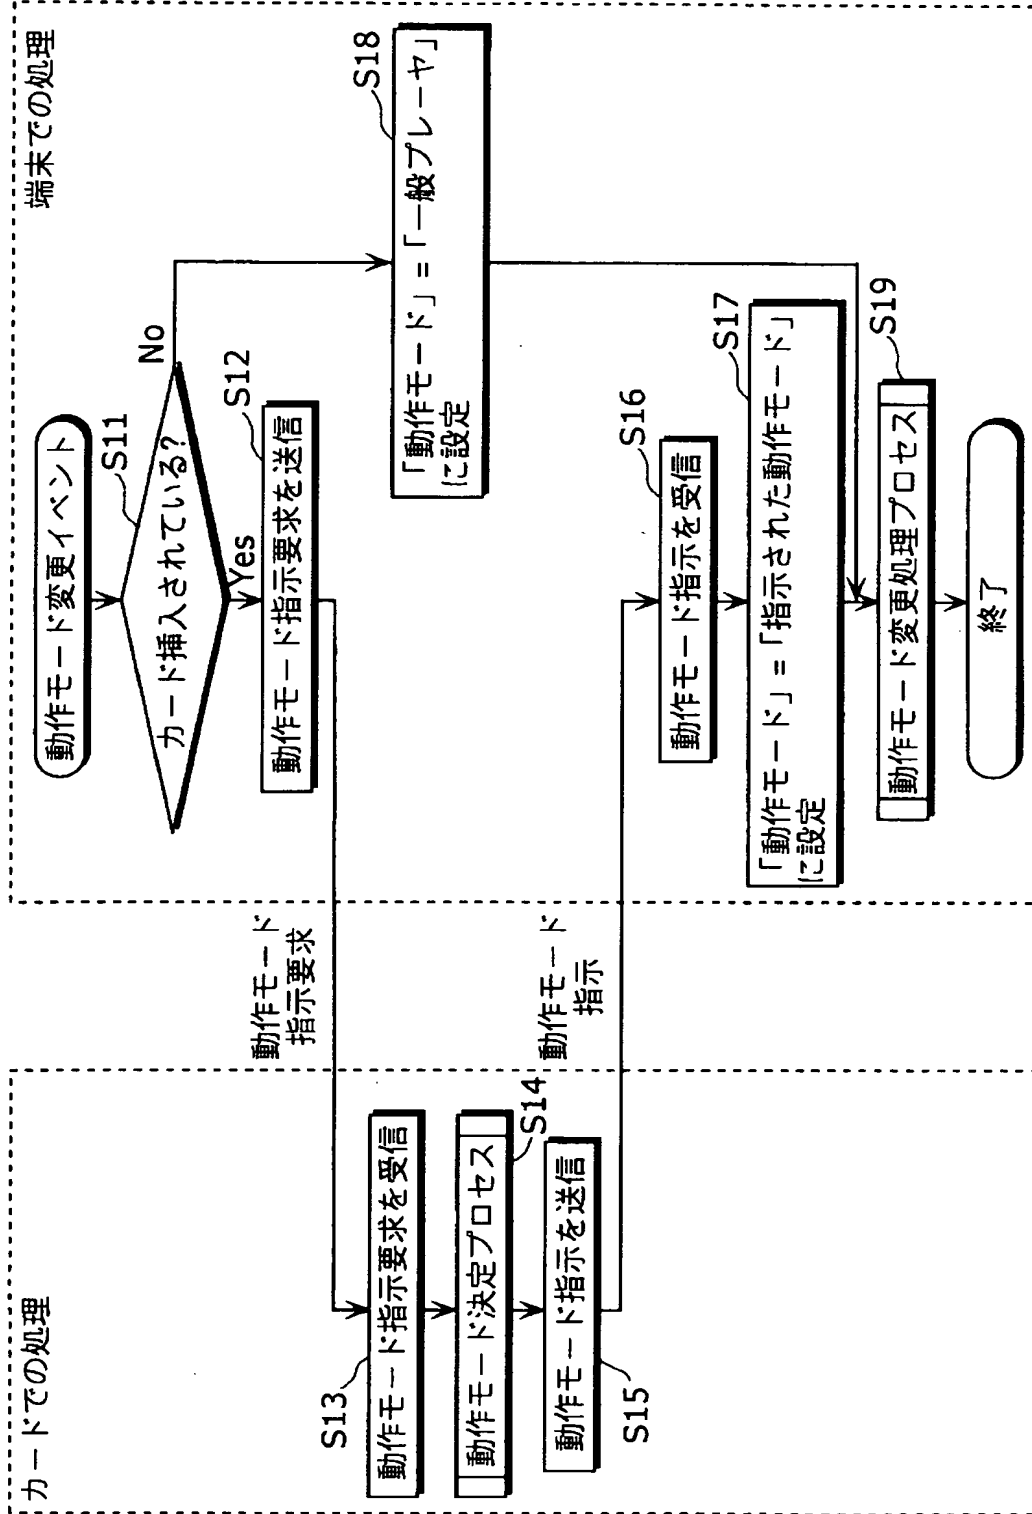 カードでの処理
S13
動作モード指示要求を受信
動作モード決定プロセス
S14
動作モード指示を送信
S15
動作モード
指示要求
動作モード
指示
端末での処理
動作モード変更イベント
S11
カード挿入されている?
No
Yes
S12
動作モード指示要求を送信
S18
「動作モード」=「一般プレーヤ」
に設定
S16
動作モード指示を受信
S17
「動作モード」=「指示された動作モード」
に設定
S19
動作モード変更処理プロセス
終了